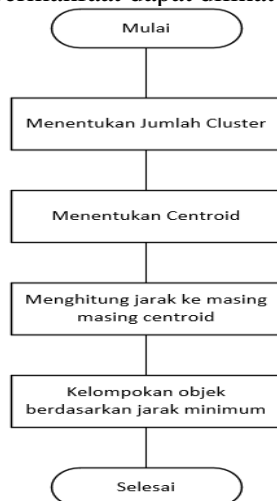 Mulai
Menentukan Jumlah Cluster
Menentukan Centroid
Menghitung jarak ke masing
masing centroid
Kelompokan objek
berdasarkan jarak minimum
Selesai